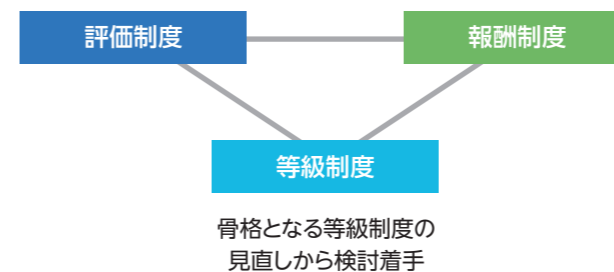 評価制度
報酬制度
等級制度
骨格となる等級制度の
見直しから検討着手